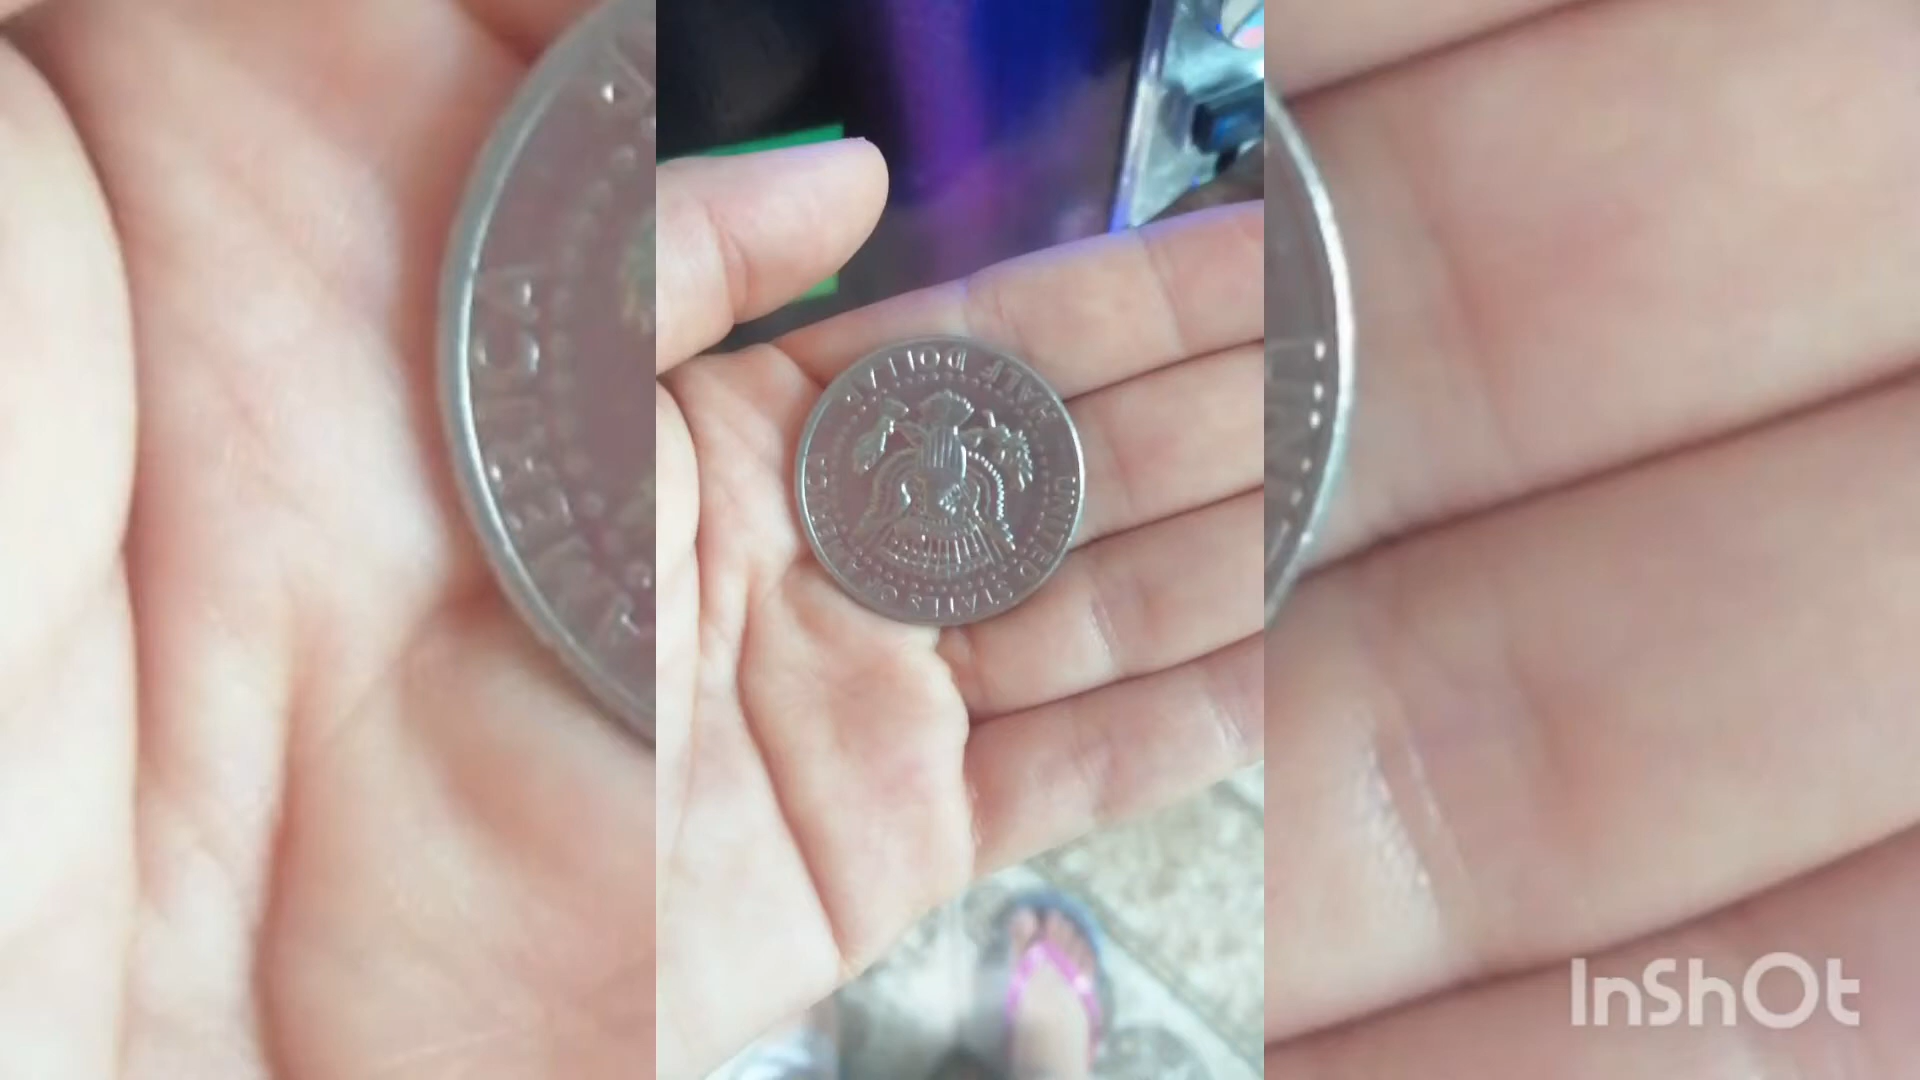 HALF DOLLAR
UNITED STATES OF AMERICA
AMERICA
InShOt